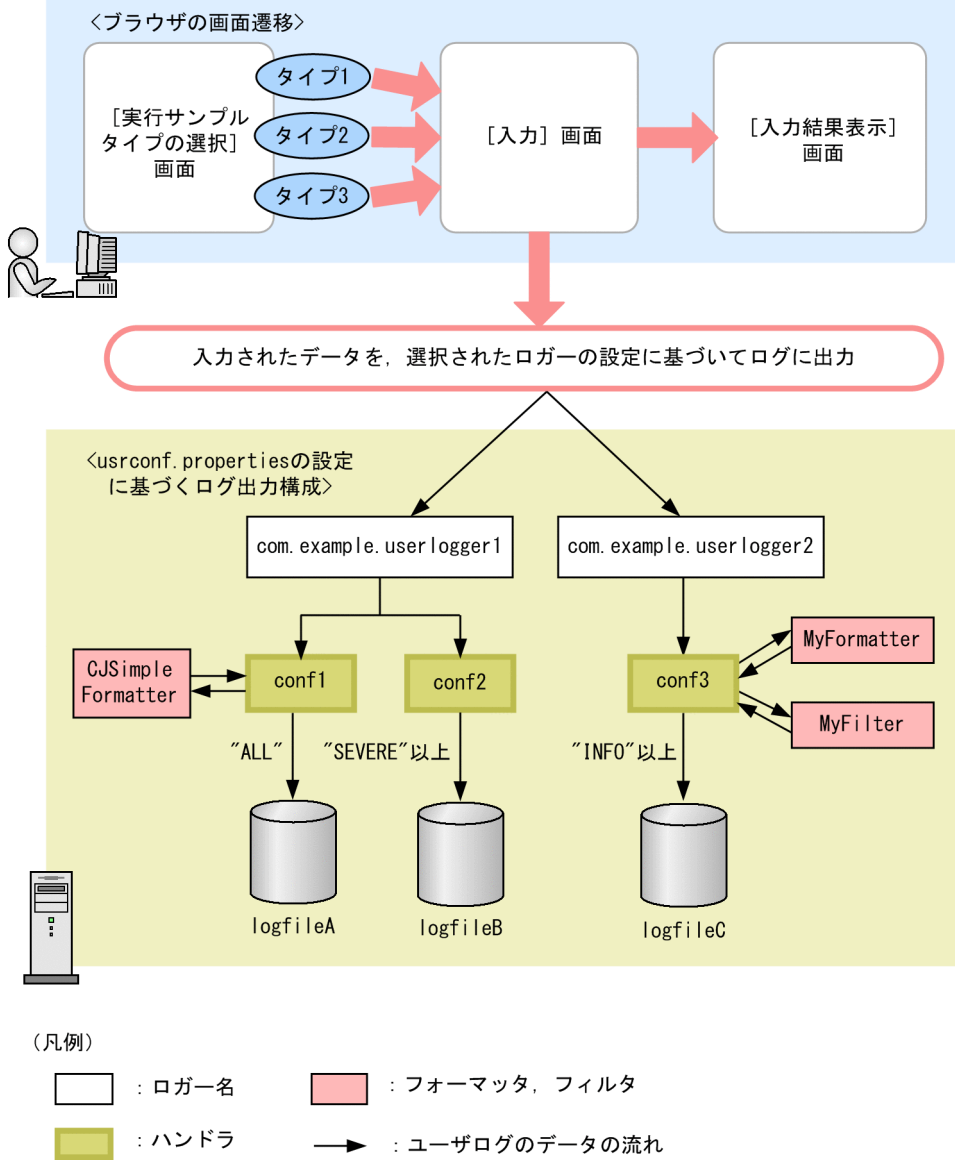 <ブラウザの画面遷移>
タイプ1
タイプ2
タイプ3
[実行サンプル
タイプの選択]
画面
[入力] 画面
[入力結果表示]
画面
入力されたデータを，選択されたロガーの設定に基づいてログに出力
<usrconf.propertiesの設定
に基づくログ出力構成>
com.example.userlogger1
com.example.userlogger2
CJSimple
Formatter
conf1
conf2
conf3
MyFormatter
MyFilter
"ALL"
"SEVERE"以上
"INFO"以上
logfileA
logfileB
logfileC
(凡例)
：ロガー名
：フォーマッタ，フィルタ
：ハンドラ
：ユーザログのデータの流れ